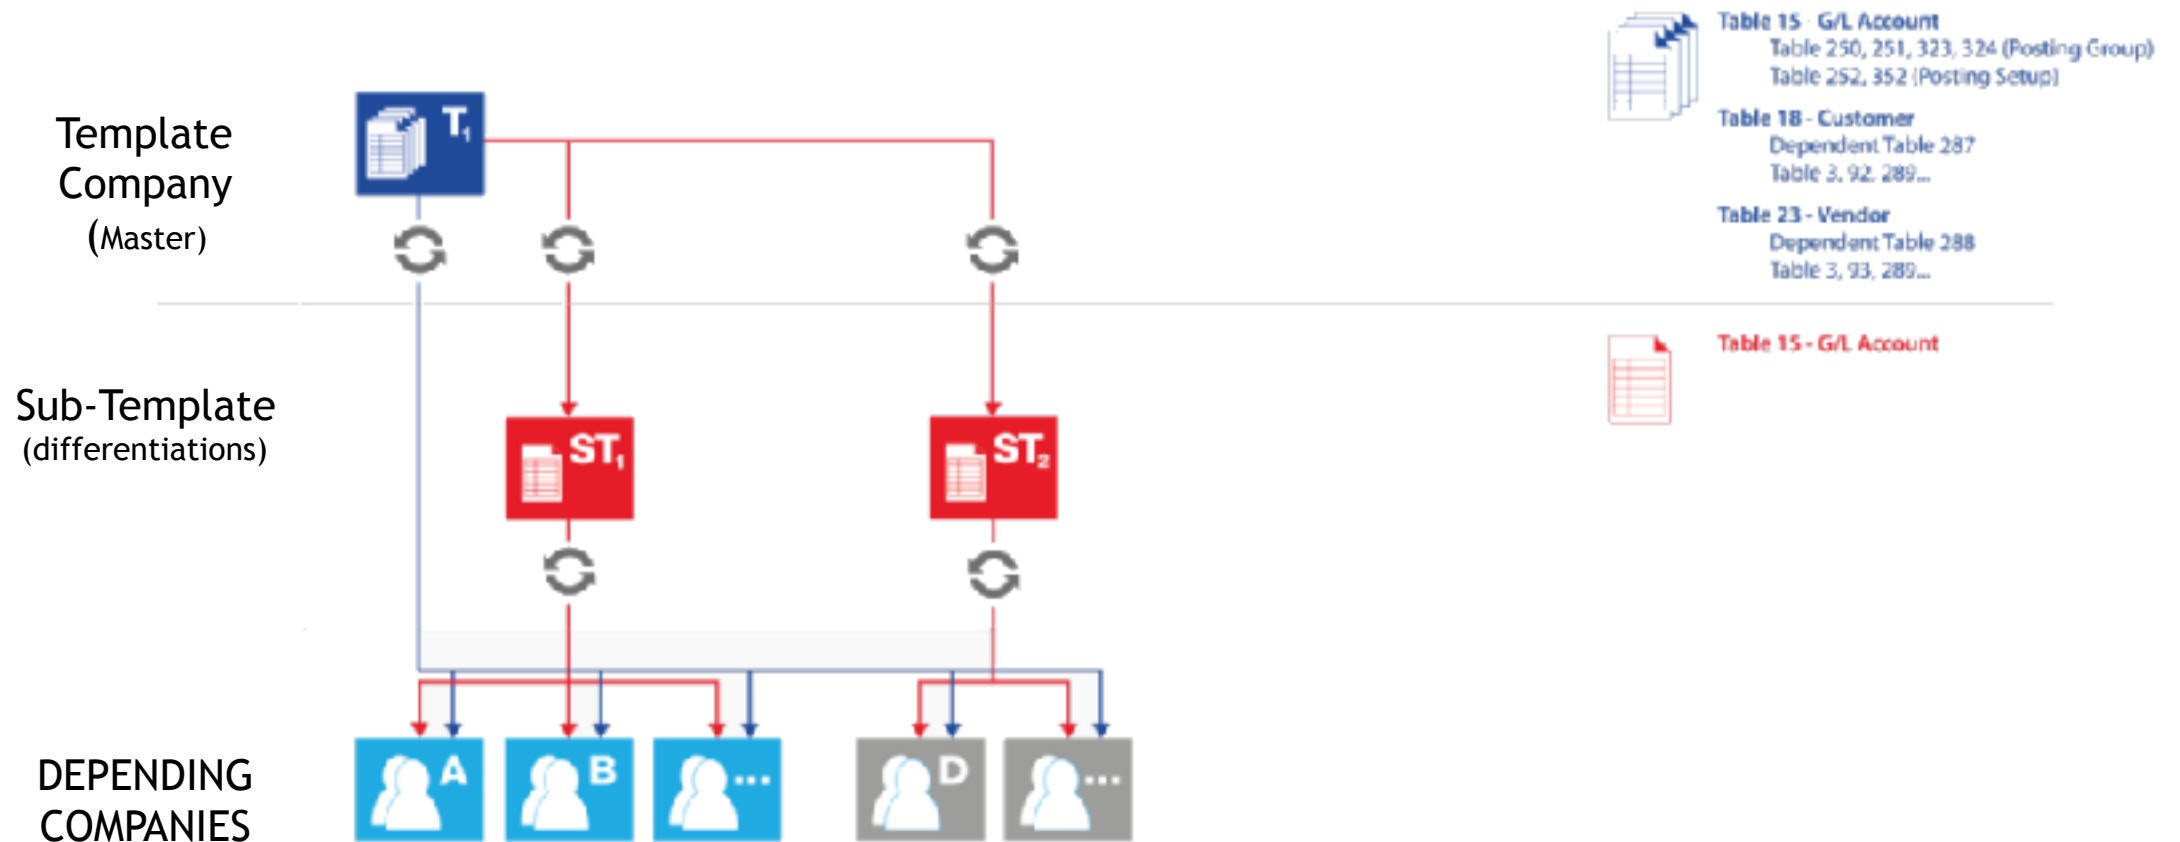 Template
Company
(Master)
T1
Table 15 - G/L Account
Table 250, 251, 323, 324 (Posting Group)
Table 252, 352 (Posting Setup)
Table 18 - Customer
Dependent Table 287
Table 3, 92, 289...
Table 23 - Vendor
Dependent Table 288
Table 3, 93, 289...
Sub-Template
(differentiations)
ST1
ST2
Table 15 - G/L Account
DEPENDING
COMPANIES
A
B
...
D
...